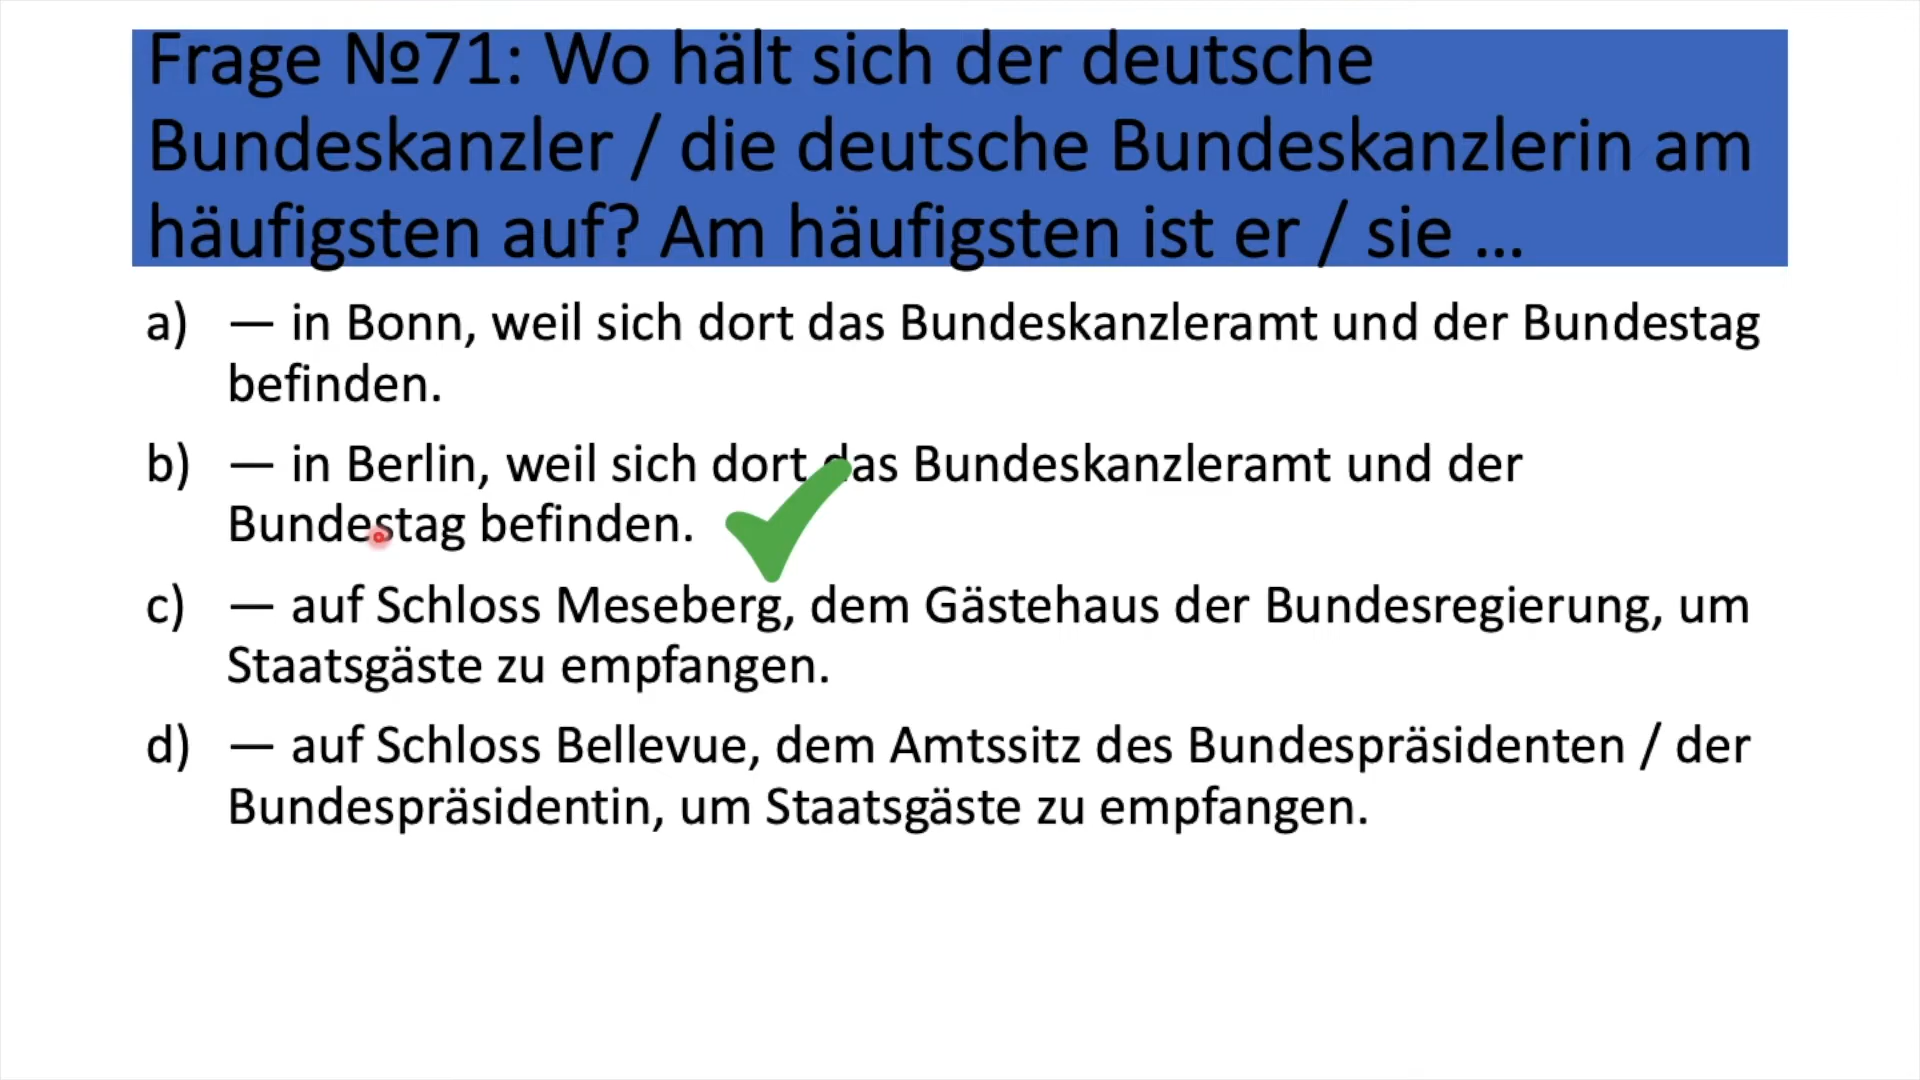 Frage №71: Wo hält sich der deutsche
Bundeskanzler / die deutsche Bundeskanzlerin am
häufigsten auf? Am häufigsten ist er / sie ...
a) — in Bonn, weil sich dort das Bundeskanzleramt und der Bundestag
befinden.
b) — in Berlin, weil sich dort das Bundeskanzleramt und der
Bundestag befinden.
c) — auf Schloss Meseberg, dem Gästehaus der Bundesregierung, um
Staatsgäste zu empfangen.
d) — auf Schloss Bellevue, dem Amtssitz des Bundespräsidenten / der
Bundespräsidentin, um Staatsgäste zu empfangen.